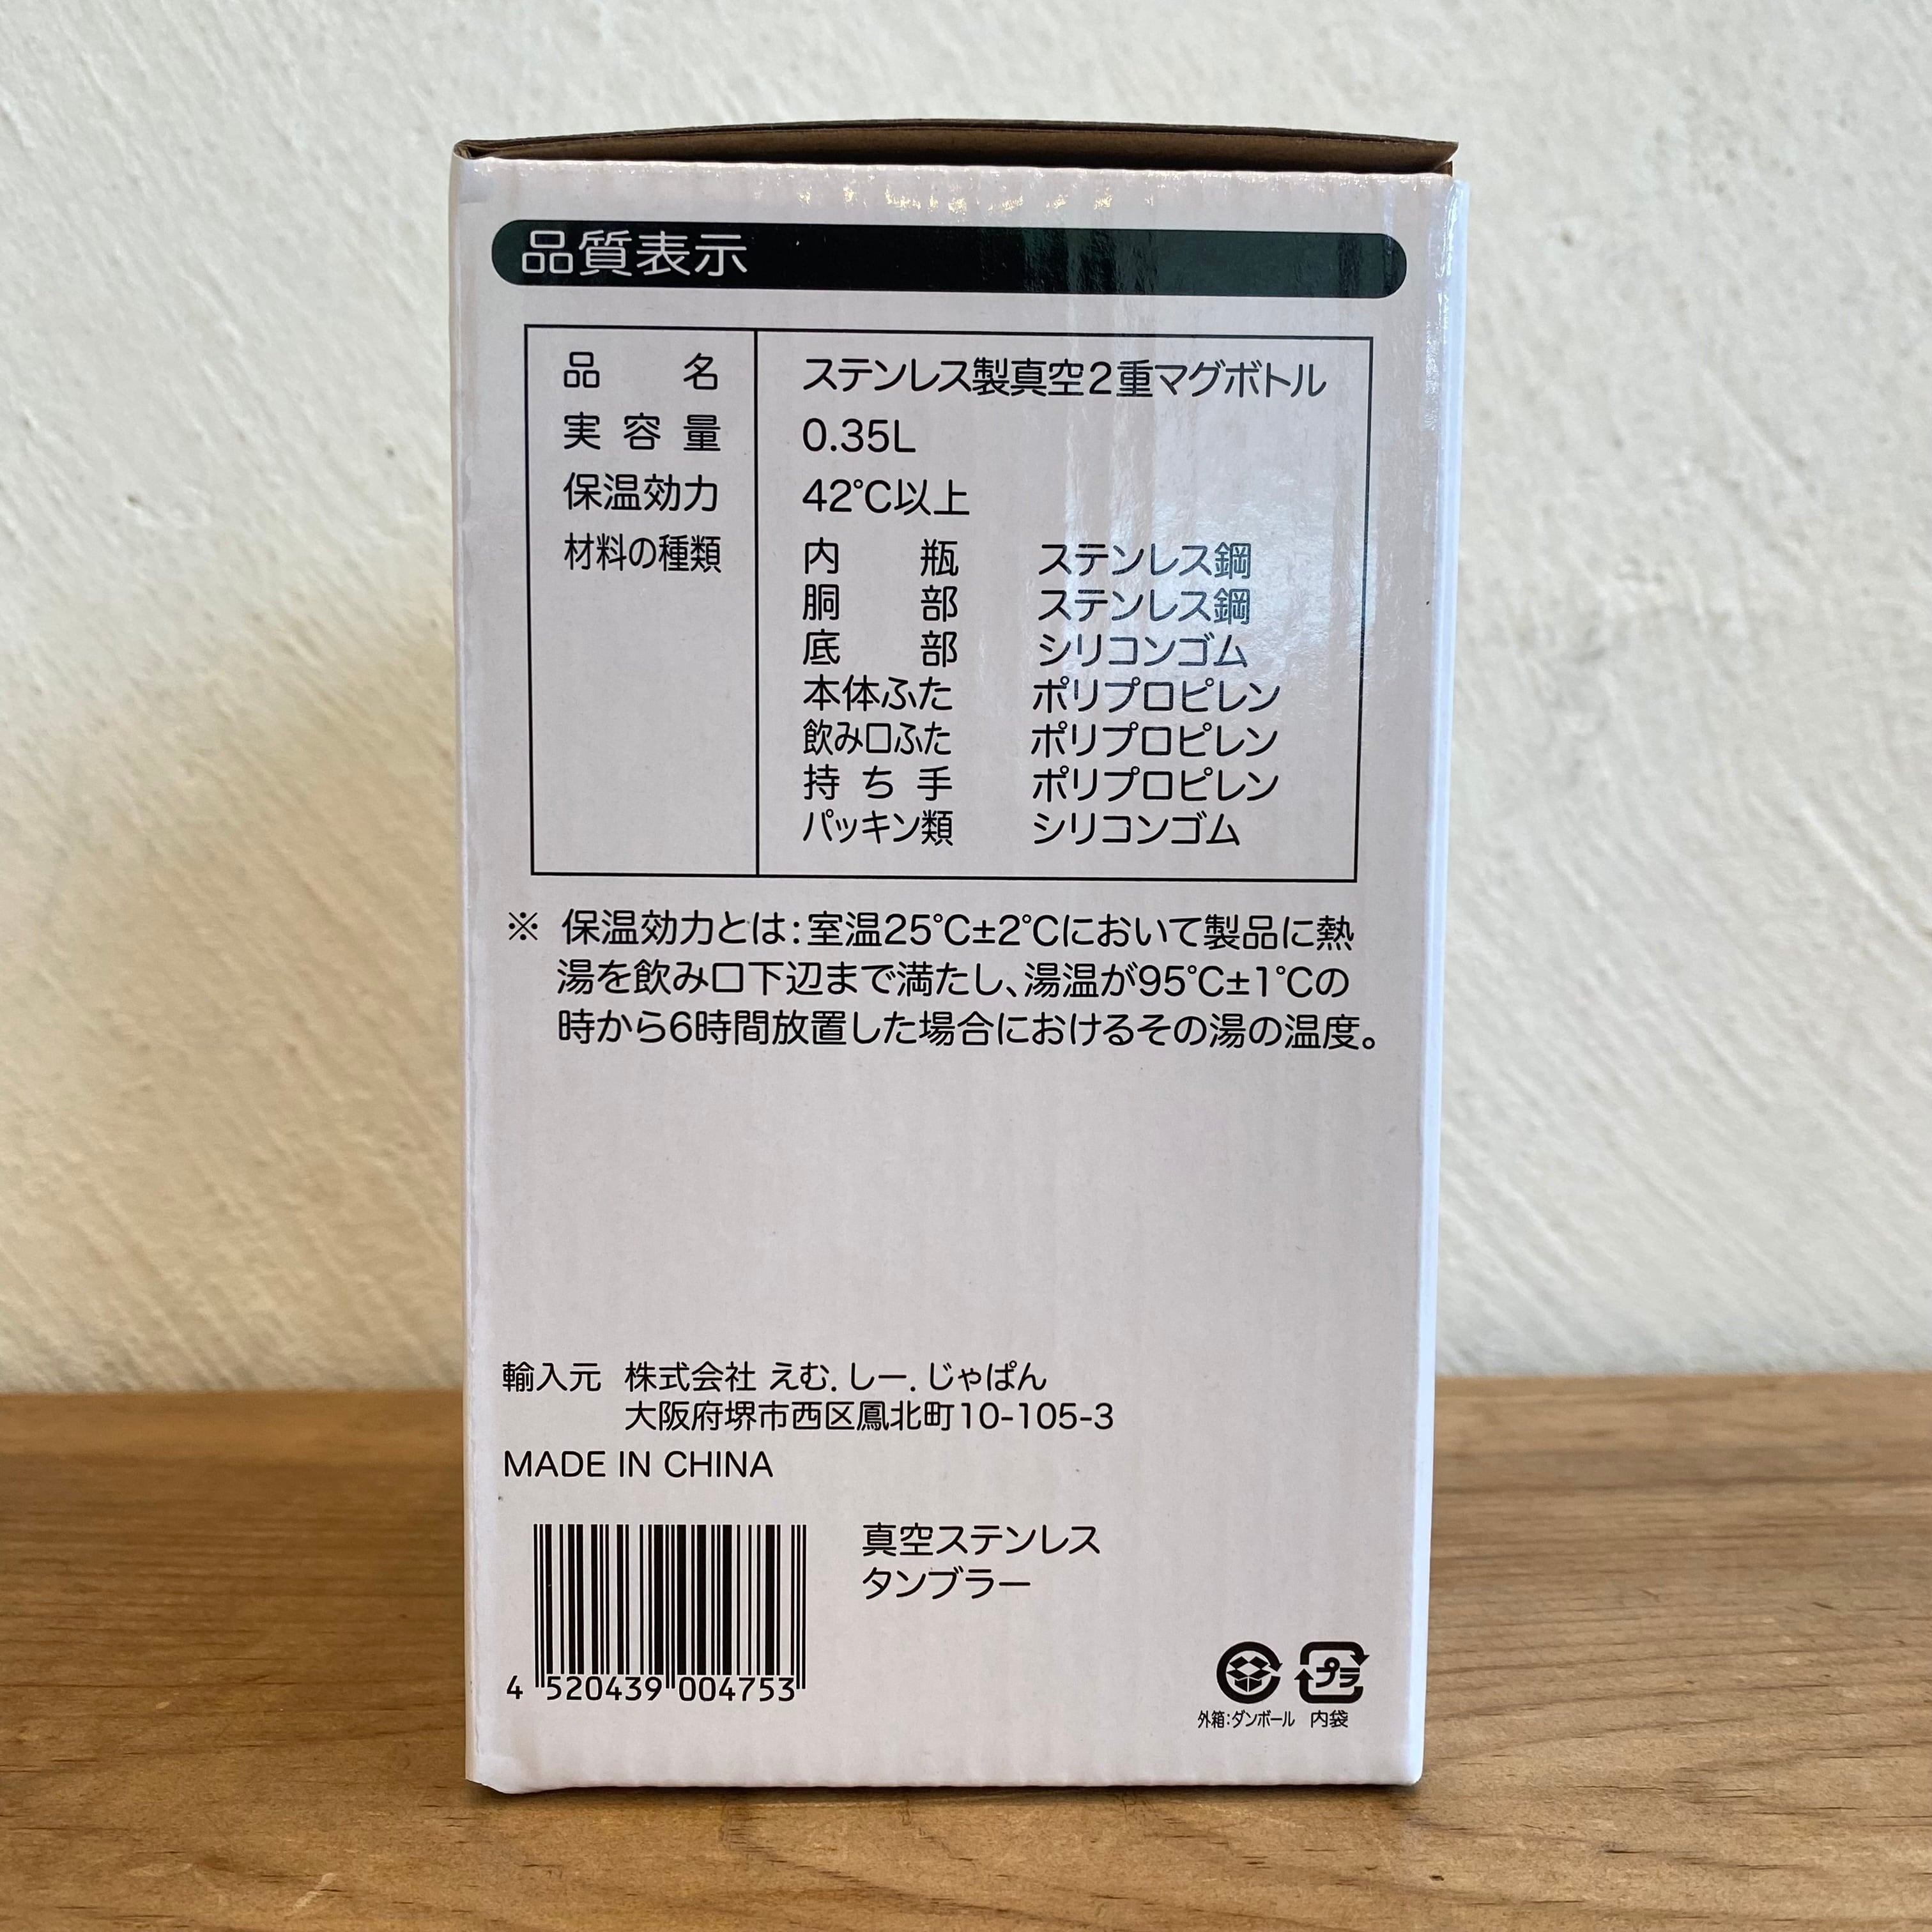 品質表示
品名 ステンレス製真空2重マグボトル
実容量 0.35L
保温効力 42℃以上
材料の種類 内瓶 ステンレス鋼
胴部 ステンレス鋼
底部 シリコンゴム
本体ふた ポリプロピレン
飲み口ふた ポリプロピレン
持ち手 ポリプロピレン
パッキン類 シリコンゴム
※ 保温効力とは:室温25℃±2℃において製品に熱
湯を飲み口下辺まで満たし、湯温が95℃±1℃の
時から6時間放置した場合におけるその湯の温度。
輸入元 株式会社 えむ.しー.じゃぱん
大阪府堺市西区鳳北町10-105-3
MADE IN CHINA
真空ステンレス
タンブラー
4 520439 004753
プラ
外箱:ダンボール 内袋